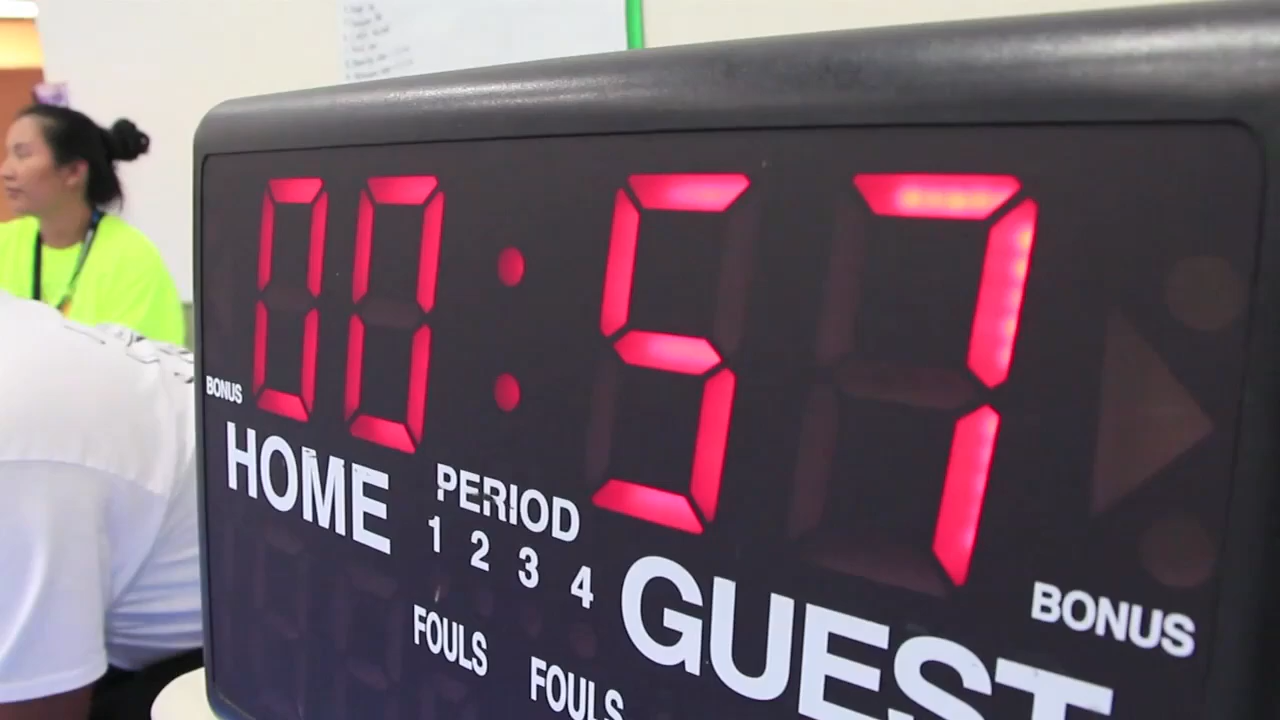 00:57
BONUS
HOME
PERIOD
1 2 3 4
GUEST
BONUS
FOULS
FOULS